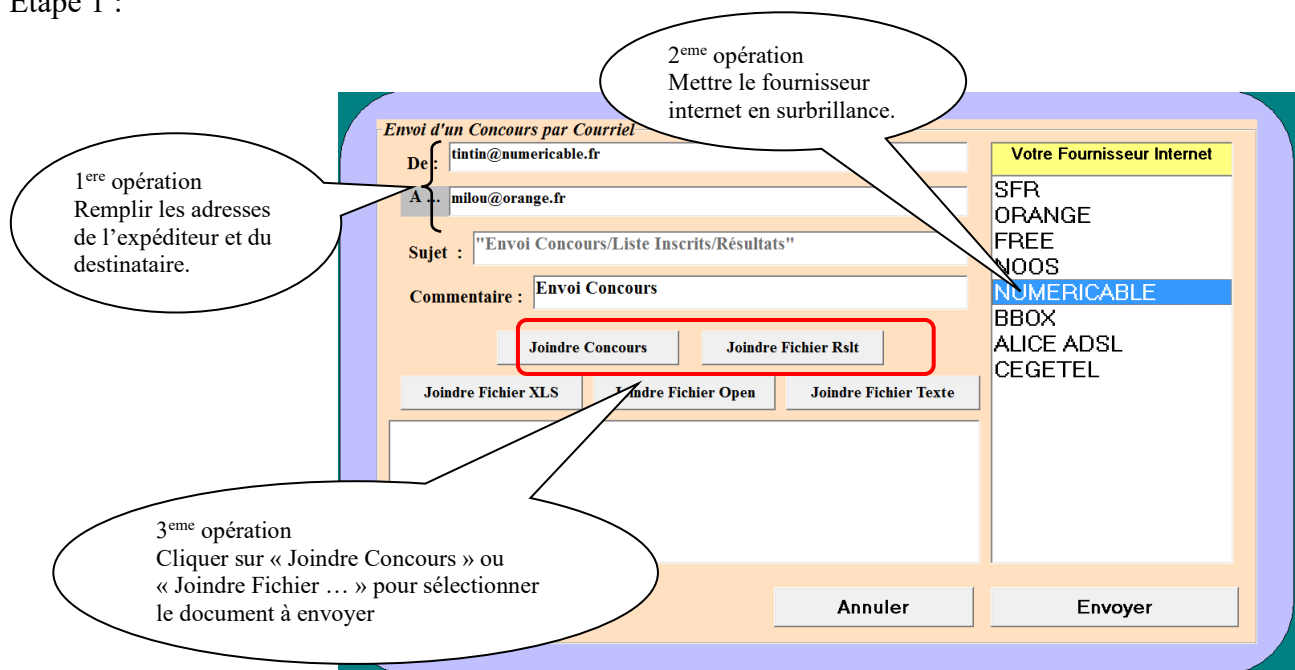 Etape 1 :
2eme opération
Mettre le fournisseur
internet en surbrillance.
1ere opération
Remplir les adresses
de l’expéditeur et du
destinataire.
Envoi d'un Concours par Courriel
De : tintin@numericable.fr
A ... milou@orange.fr
Sujet : "Envoi Concours/Liste Inscrits/Résultats"
Commentaire : Envoi Concours
Joindre Concours
Joindre Fichier Rslt
Joindre Fichier XLS
Joindre Fichier Open
Joindre Fichier Texte
Votre Fournisseur Internet
SFR
ORANGE
FREE
NOOS
NUMERICABLE
BBOX
ALICE ADSL
CEGETEL
3eme opération
Cliquer sur « Joindre Concours » ou
« Joindre Fichier … » pour sélectionner
le document à envoyer
Annuler
Envoyer